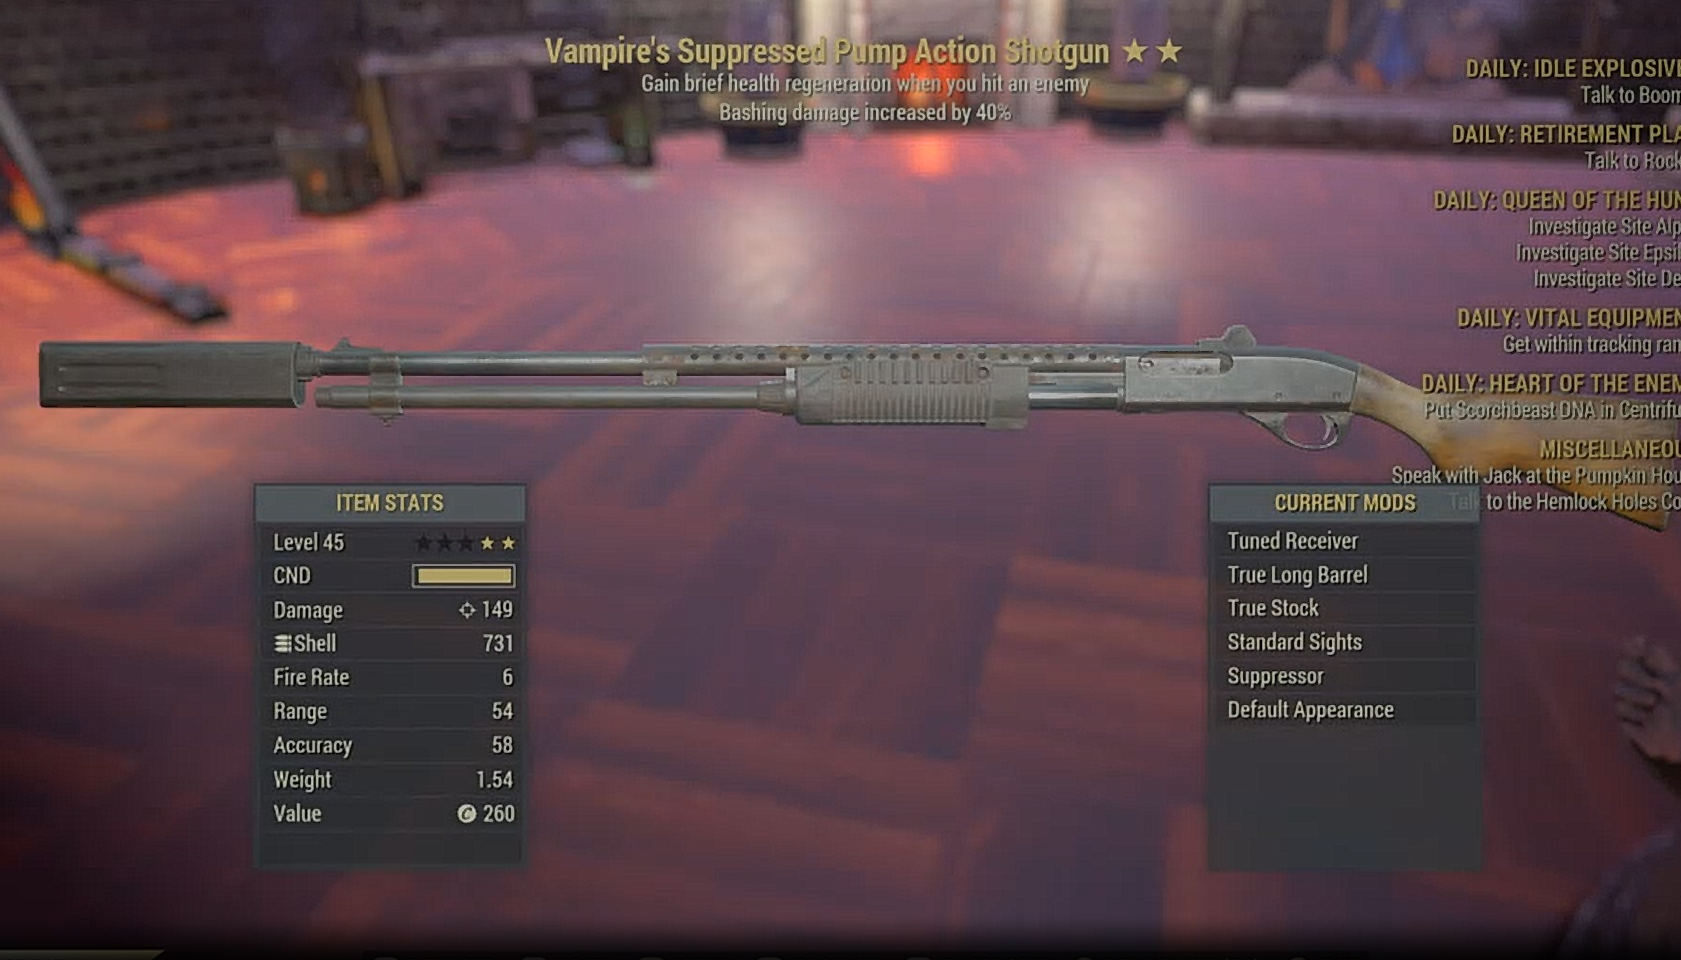 Vampire's Suppressed Pump Action Shotgun ★ ★
Gain brief health regeneration when you hit an enemy
Bashing damage increased by 40%
DAILY: IDLE EXPLOSIVE
Talk to Boom
DAILY: RETIREMENT PLA
Talk to Rock
DAILY: QUEEN OF THE HUN
Investigate Site Alp
Investigate Site Epsil
Investigate Site De
DAILY: VITAL EQUIPMEN
Get within tracking ran
DAILY: HEART OF THE ENEM
Put Scorchbeast DNA in Centrifu
MISCELLANEOU
Speak with Jack at the Pumpkin Hou
Talk to the Hemlock Holes Co
ITEM STATS
Level 45
CND
Damage 149
Shell 731
Fire Rate 6
Range 54
Accuracy 58
Weight 1.54
Value 260
CURRENT MODS
Tuned Receiver
True Long Barrel
True Stock
Standard Sights
Suppressor
Default Appearance